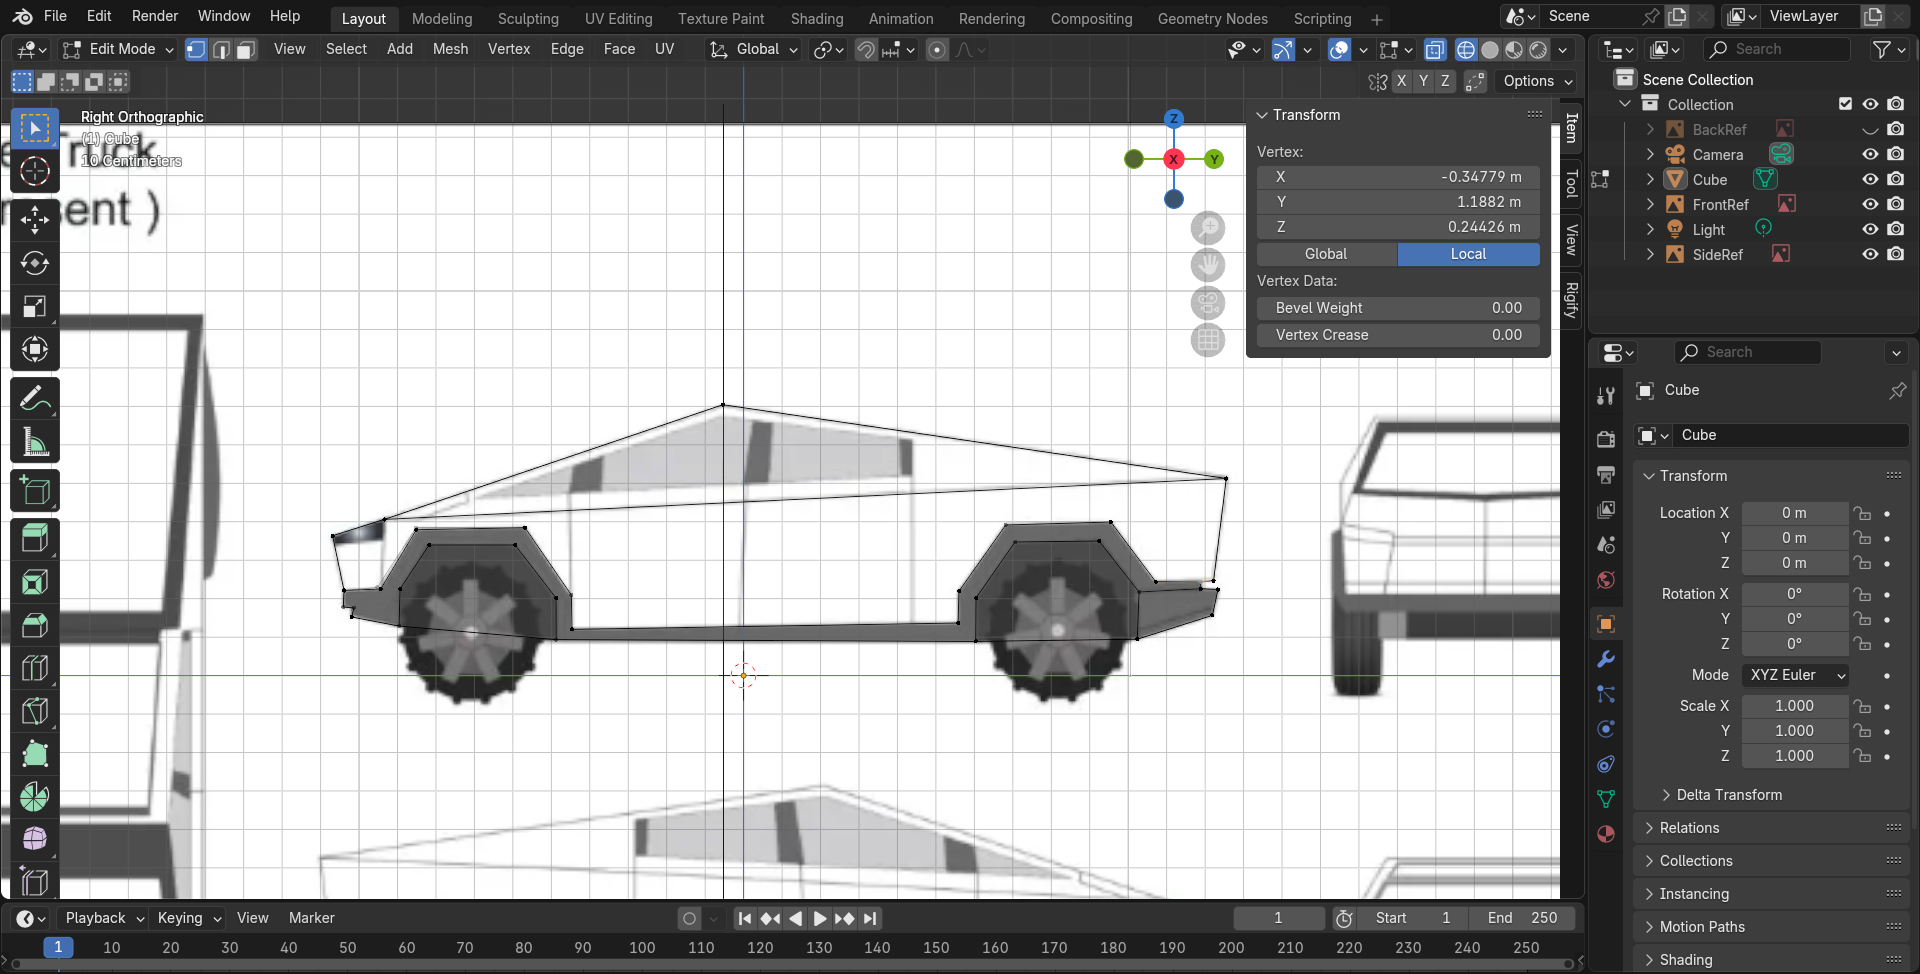 File Edit Render Window Help
Layout Modeling Sculpting UV Editing Texture Paint Shading Animation Rendering Compositing Geometry Nodes Scripting +
Scene
ViewLayer
Edit Mode View Select Add Mesh Vertex Edge Face UV
Global
X Y Z
Options
Right Orthographic
(1) Cube
10 Centimeters
Truck
sent )
Z
X
Y
Transform
Vertex:
X -0.34779 m
Y 1.1882 m
Z 0.24426 m
Global Local
Vertex Data:
Bevel Weight 0.00
Vertex Crease 0.00
Item
Tool
View
Rigify
Search
Scene Collection
Collection
BackRef
Camera
Cube
FrontRef
Light
SideRef
Search
Cube
Cube
Transform
Location X 0 m
Y 0 m
Z 0 m
Rotation X 0°
Y 0°
Z 0°
Mode XYZ Euler
Scale X 1.000
Y 1.000
Z 1.000
Delta Transform
Relations
Collections
Instancing
Motion Paths
Shading
Playback Keying View Marker
1
Start 1
End 250
1 10 20 30 40 50 60 70 80 90 100 110 120 130 140 150 160 170 180 190 200 210 220 230 240 250